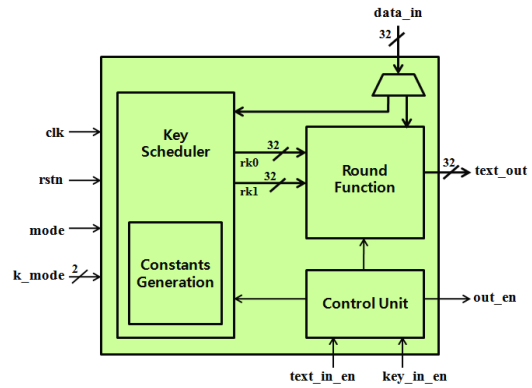 data_in
32
clk
rstn
mode
k_mode
2
Key
Scheduler
Constants
Generation
32
rk0
32
rk1
Round
Function
32
text_out
Control Unit
out_en
text_in_en
key_in_en